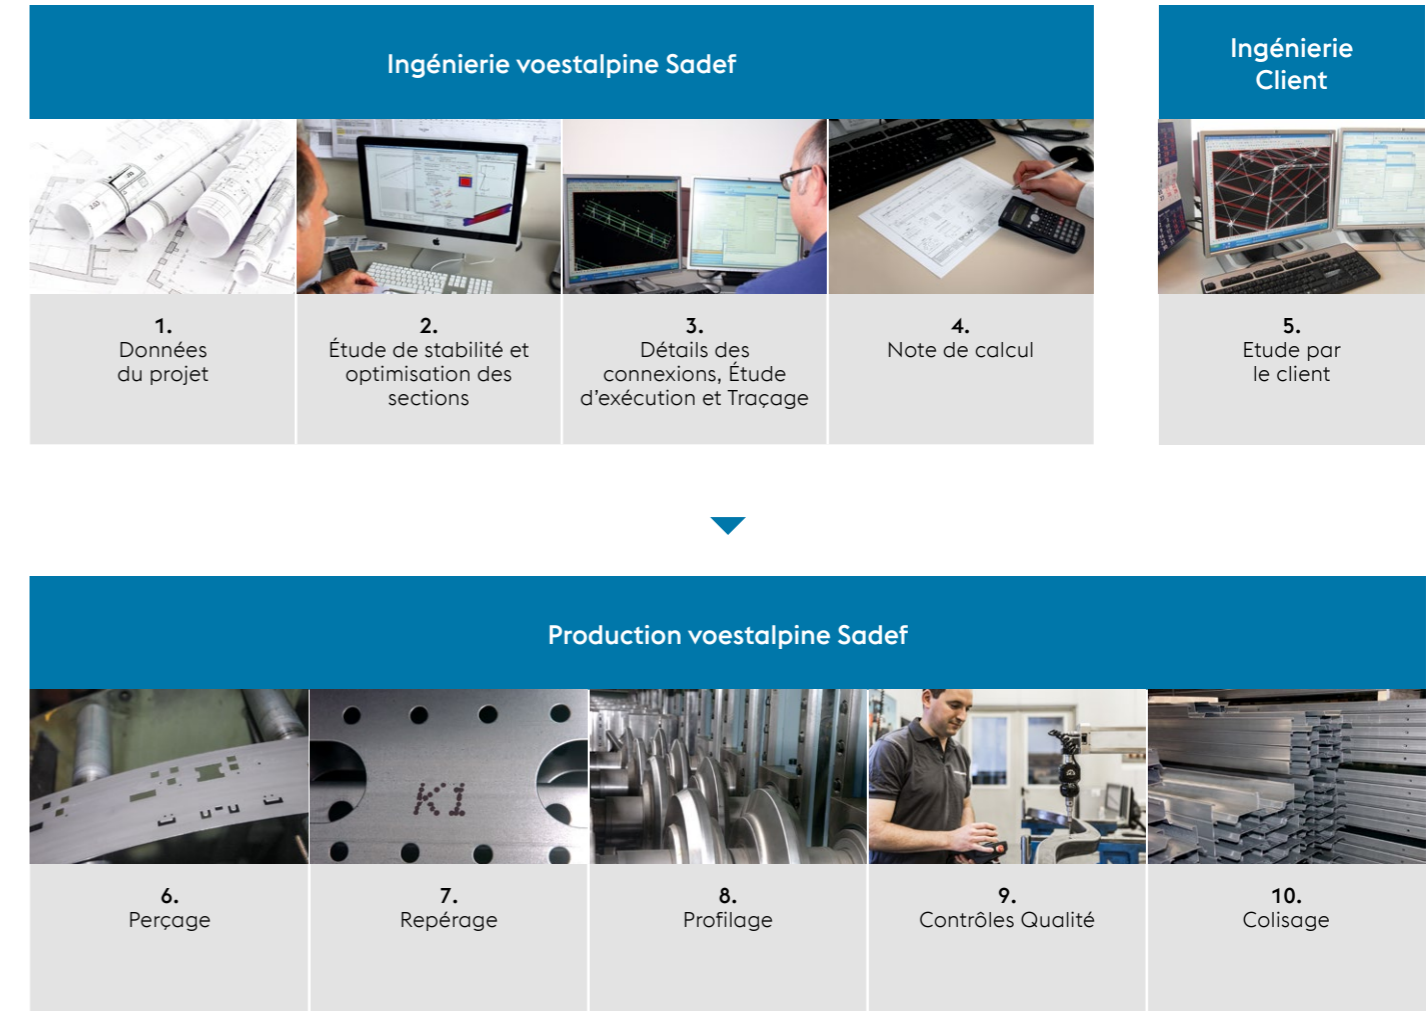 Ingénierie voestalpine Sadef
Ingénierie
Client
1.
Données
du projet
2.
Étude de stabilité et
optimisation des
sections
3.
Détails des
connexions, Étude
d'exécution et Traçage
4.
Note de calcul
5.
Etude par
le client
Production voestalpine Sadef
6.
Perçage
K1
7.
Repérage
8.
Profilage
9.
Contrôles Qualité
10.
Colisage